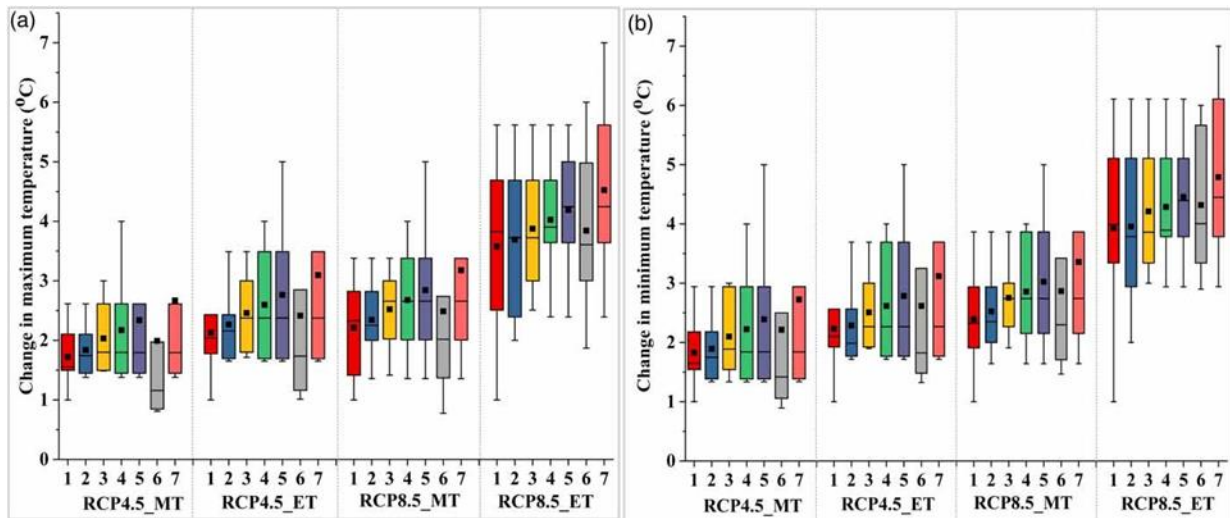 (a)
Change in maximum temperature (⁰C)
7
6
5
4
3
2
1
0
1 2 3 4 5 6 7 1 2 3 4 5 6 7 1 2 3 4 5 6 7 1 2 3 4 5 6 7
RCP4.5_MT RCP4.5_ET RCP8.5_MT RCP8.5_ET
(b)
Change in minimum temperature (⁰C)
7
6
5
4
3
2
1
0
1 2 3 4 5 6 7 1 2 3 4 5 6 7 1 2 3 4 5 6 7 1 2 3 4 5 6 7
RCP4.5_MT RCP4.5_ET RCP8.5_MT RCP8.5_ET